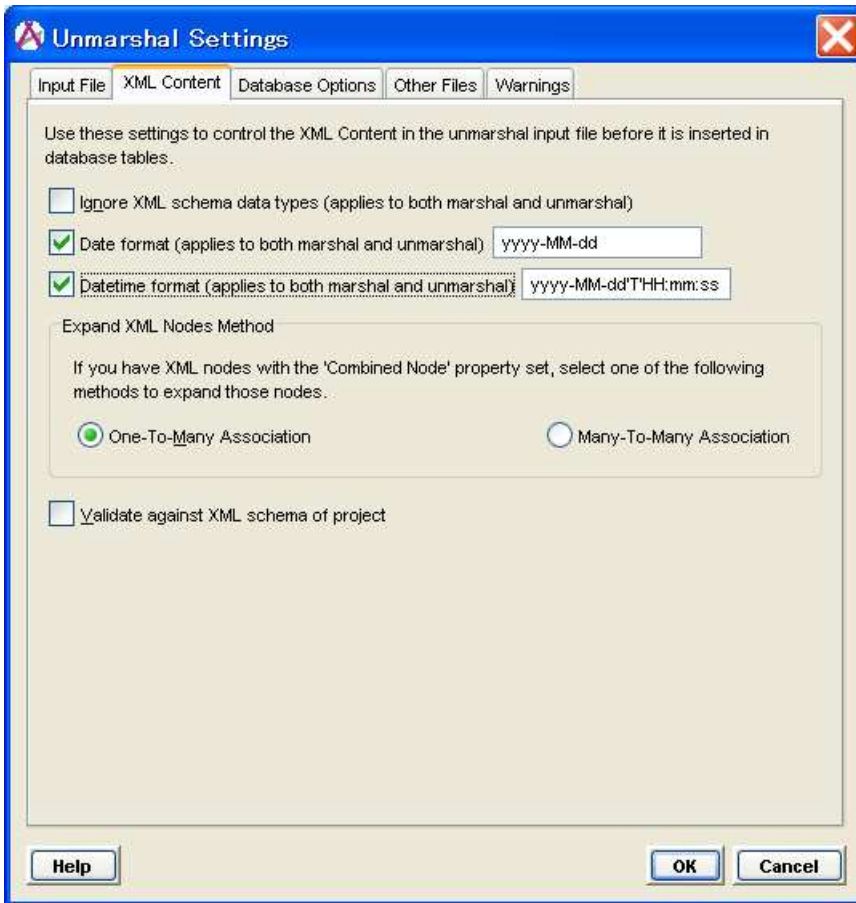 Unmarshal Settings
Input File XML Content Database Options Other Files Warnings
Use these settings to control the XML Content in the unmarshal input file before it is inserted in
database tables.
Ignore XML schema data types (applies to both marshal and unmarshal)
Date format (applies to both marshal and unmarshal) yyyy-MM-dd
Datetime format (applies to both marshal and unmarshal) yyyy-MM-dd'T'HH:mm:ss
Expand XML Nodes Method
If you have XML nodes with the 'Combined Node' property set, select one of the following
methods to expand those nodes.
One-To-Many Association Many-To-Many Association
Validate against XML schema of project
Help OK Cancel